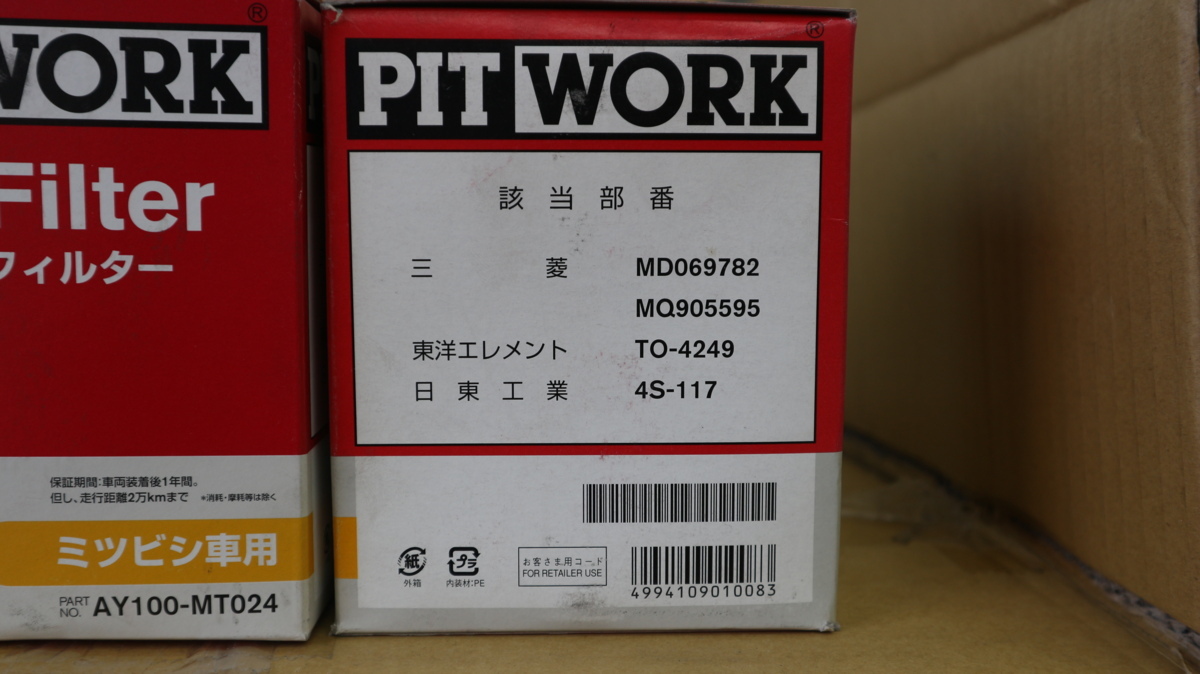 WORK®
Filter
フィルター
保証期間:車両装着後1年間。
但し、走行距離2万kmまで *消耗・摩耗等は除く
ミツビシ車用
PART NO. AY100-MT024
PIT WORK®
該当部番
三菱 MD069782
MQ905595
東洋エレメント TO-4249
日東工業 4S-117
紙
外箱
プラ
内装材:PE
お客さま用コード
FOR RETAILER USE
4994109010083